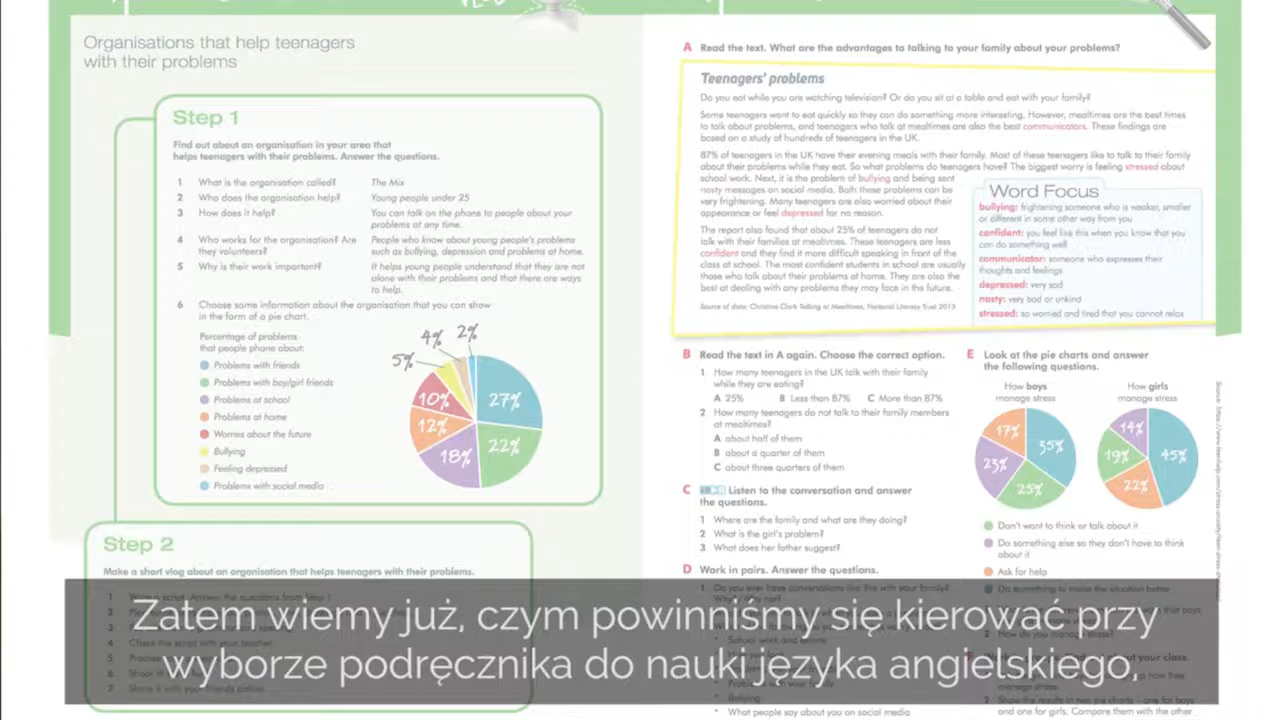 Organisations that help teenagers
with their problems
Step 1
Find out about an organisation in your area that
helps teenagers with their problems. Answer the questions.
1 What is the organisation called? The Mix
2 Who does the organisation help? Young people under 25
3 How does it help? You can talk on the phone to people about your
problems at any time.
4 Who works for the organisation? Are
they volunteers?
People who know about young people's problems
such as bullying, depression and problems at home.
5 Why is their work important?
It helps young people understand that they are not
alone with their problems and that there are ways
to help.
6 Choose some information about the organisation that you can show
in the form of a pie chart.
Percentage of problems
that people phone about:
Problems with friends
Problems with boy/girl friends
Problems at school
Problems at home
Worries about the future
Bullying
Feeling depressed
Problems with social media
27%
22%
18%
12%
10%
5%
4%
2%
Step 2
Make a short vlog about an organisation that helps teenagers with their problems.
A Read the text. What are the advantages to talking to your family about your problems?
Teenagers' problems
Do you eat while you are watching television? Or do you sit at a table and eat with your family?
Some teenagers want to eat quickly so they can do something more interesting. However, mealtimes are the best times
to talk about problems, and teenagers who talk at mealtimes are also the best communicators. These findings are
based on a study of hundreds of teenagers in the UK.
87% of teenagers in the UK have their evening meals with their family. Most of these teenagers like to talk to their family
about their problems while they eat. So what problems do teenagers have? The biggest worry is feeling stressed about
school work. Next, it is the problem of bullying and being sent
nasty messages on social media. Both these problems can be
very frightening. Many teenagers are also worried about their
appearance or feel depressed for no reason.
The report also found that about 25% of teenagers do not
talk with their families at mealtimes. These teenagers are less
confident and they find it more difficult speaking in front of the
class at school. The most confident students in school are usually
those who talk about their problems at home. They are also the
best at dealing with any problems they may face in the future.
Source of data: Christina Clark Talking at Mealtimes, National Literacy Trust 2013
Word Focus
bullying: frightening someone who is weaker, smaller
or different in some other way from you
confident: you feel like this when you know that you
can do something well
communicator: someone who expresses their
thoughts and feelings
depressed: very sad
nasty: very bad or unkind
stressed: so worried and tired that you cannot relax
B Read the text in A again. Choose the correct option.
1 How many teenagers in the UK talk with their family
while they are eating?
A 25% B Less than 87% C More than 87%
2 How many teenagers do not talk to their family members
at mealtimes?
A about half of them
B about a quarter of them
C about three quarters of them
C Listen to the conversation and answer
the questions.
1 Where are the family and what are they doing?
2 What is the girl's problem?
3 What does her father suggest?
D Work in pairs. Answer the questions.
What people say about you on social media
E Look at the pie charts and answer
the following questions.
How boys
manage stress
How girls
manage stress
17%
35%
23%
25%
14%
45%
19%
22%
Don't want to think or talk about it
Do something else so they don't have to think
about it
Ask for help
and one for girls. Compare them with the other
Zatem wiemy już, czym powinniśmy się kierować przy
wyborze podręcznika do nauki języka angielskiego.